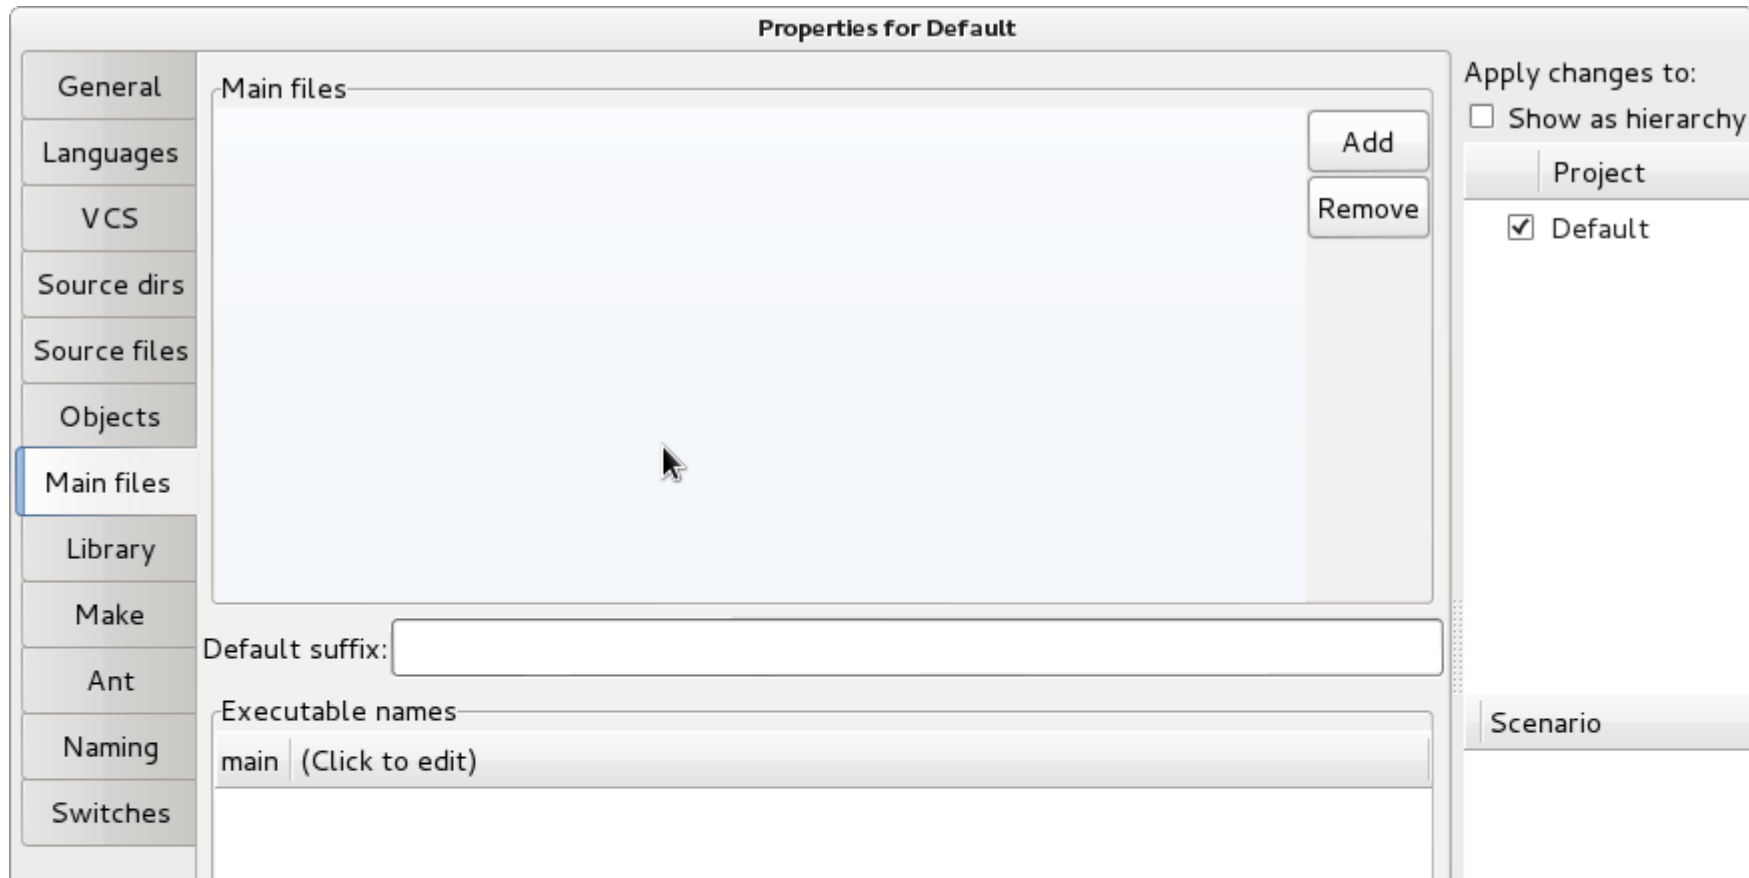 Properties for Default
General
Languages
VCS
Source dirs
Source files
Objects
Main files
Library
Make
Ant
Naming
Switches
Main files
Add
Remove
Default suffix:
Executable names
main (Click to edit)
Apply changes to:
Show as hierarchy
Project
Default
Scenario